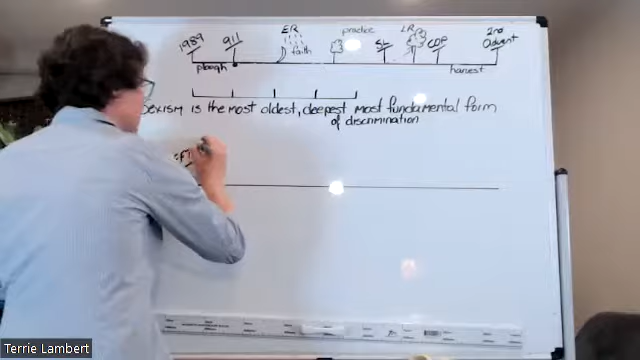 1989 911 ER practice LR 2nd
faith SL COP Advent
plough harvest
SEXISM is the most oldest, deepest most fundamental form
of discrimination
Terrie Lambert